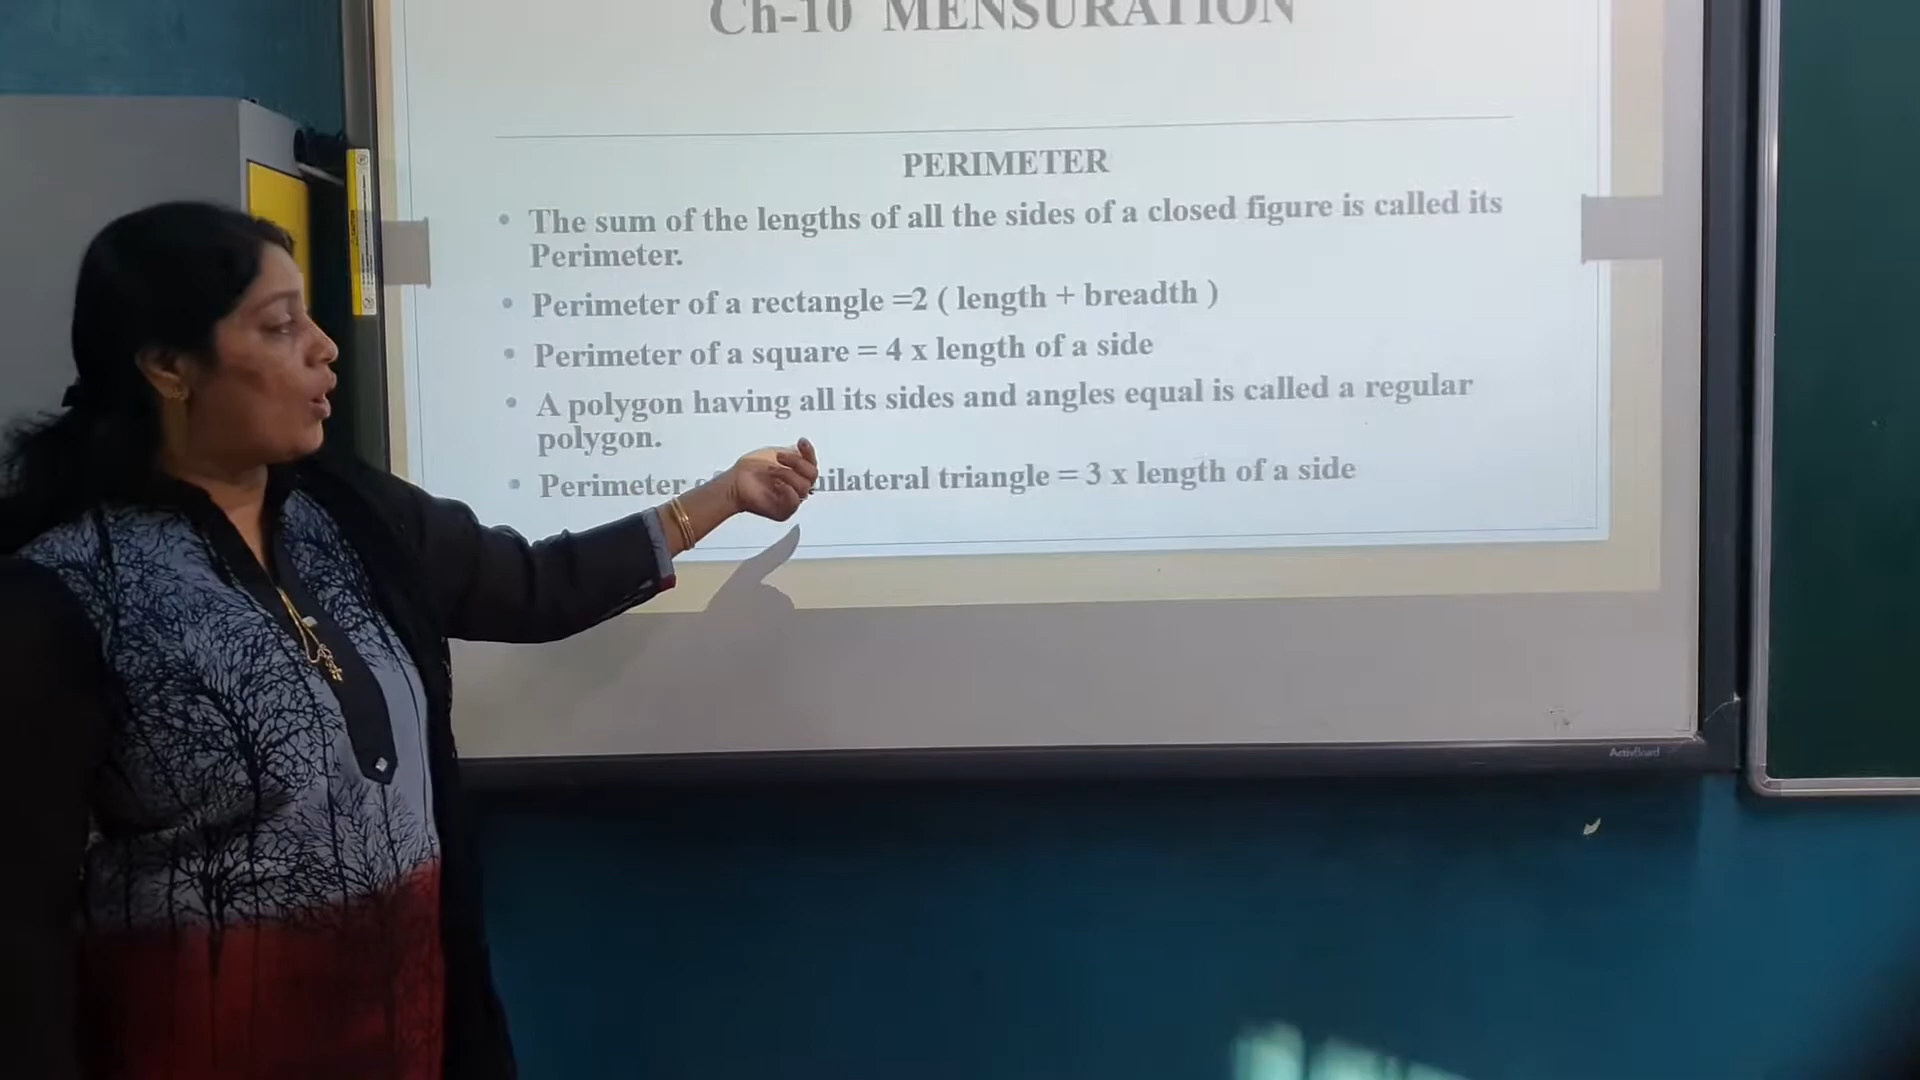 Ch-10 MENSURATION
PERIMETER
• The sum of the lengths of all the sides of a closed figure is called its
Perimeter.
• Perimeter of a rectangle =2 ( length + breadth )
• Perimeter of a square = 4 x length of a side
• A polygon having all its sides and angles equal is called a regular
polygon.
• Perimeter triangle = 3 x length of a side
ActivBoard